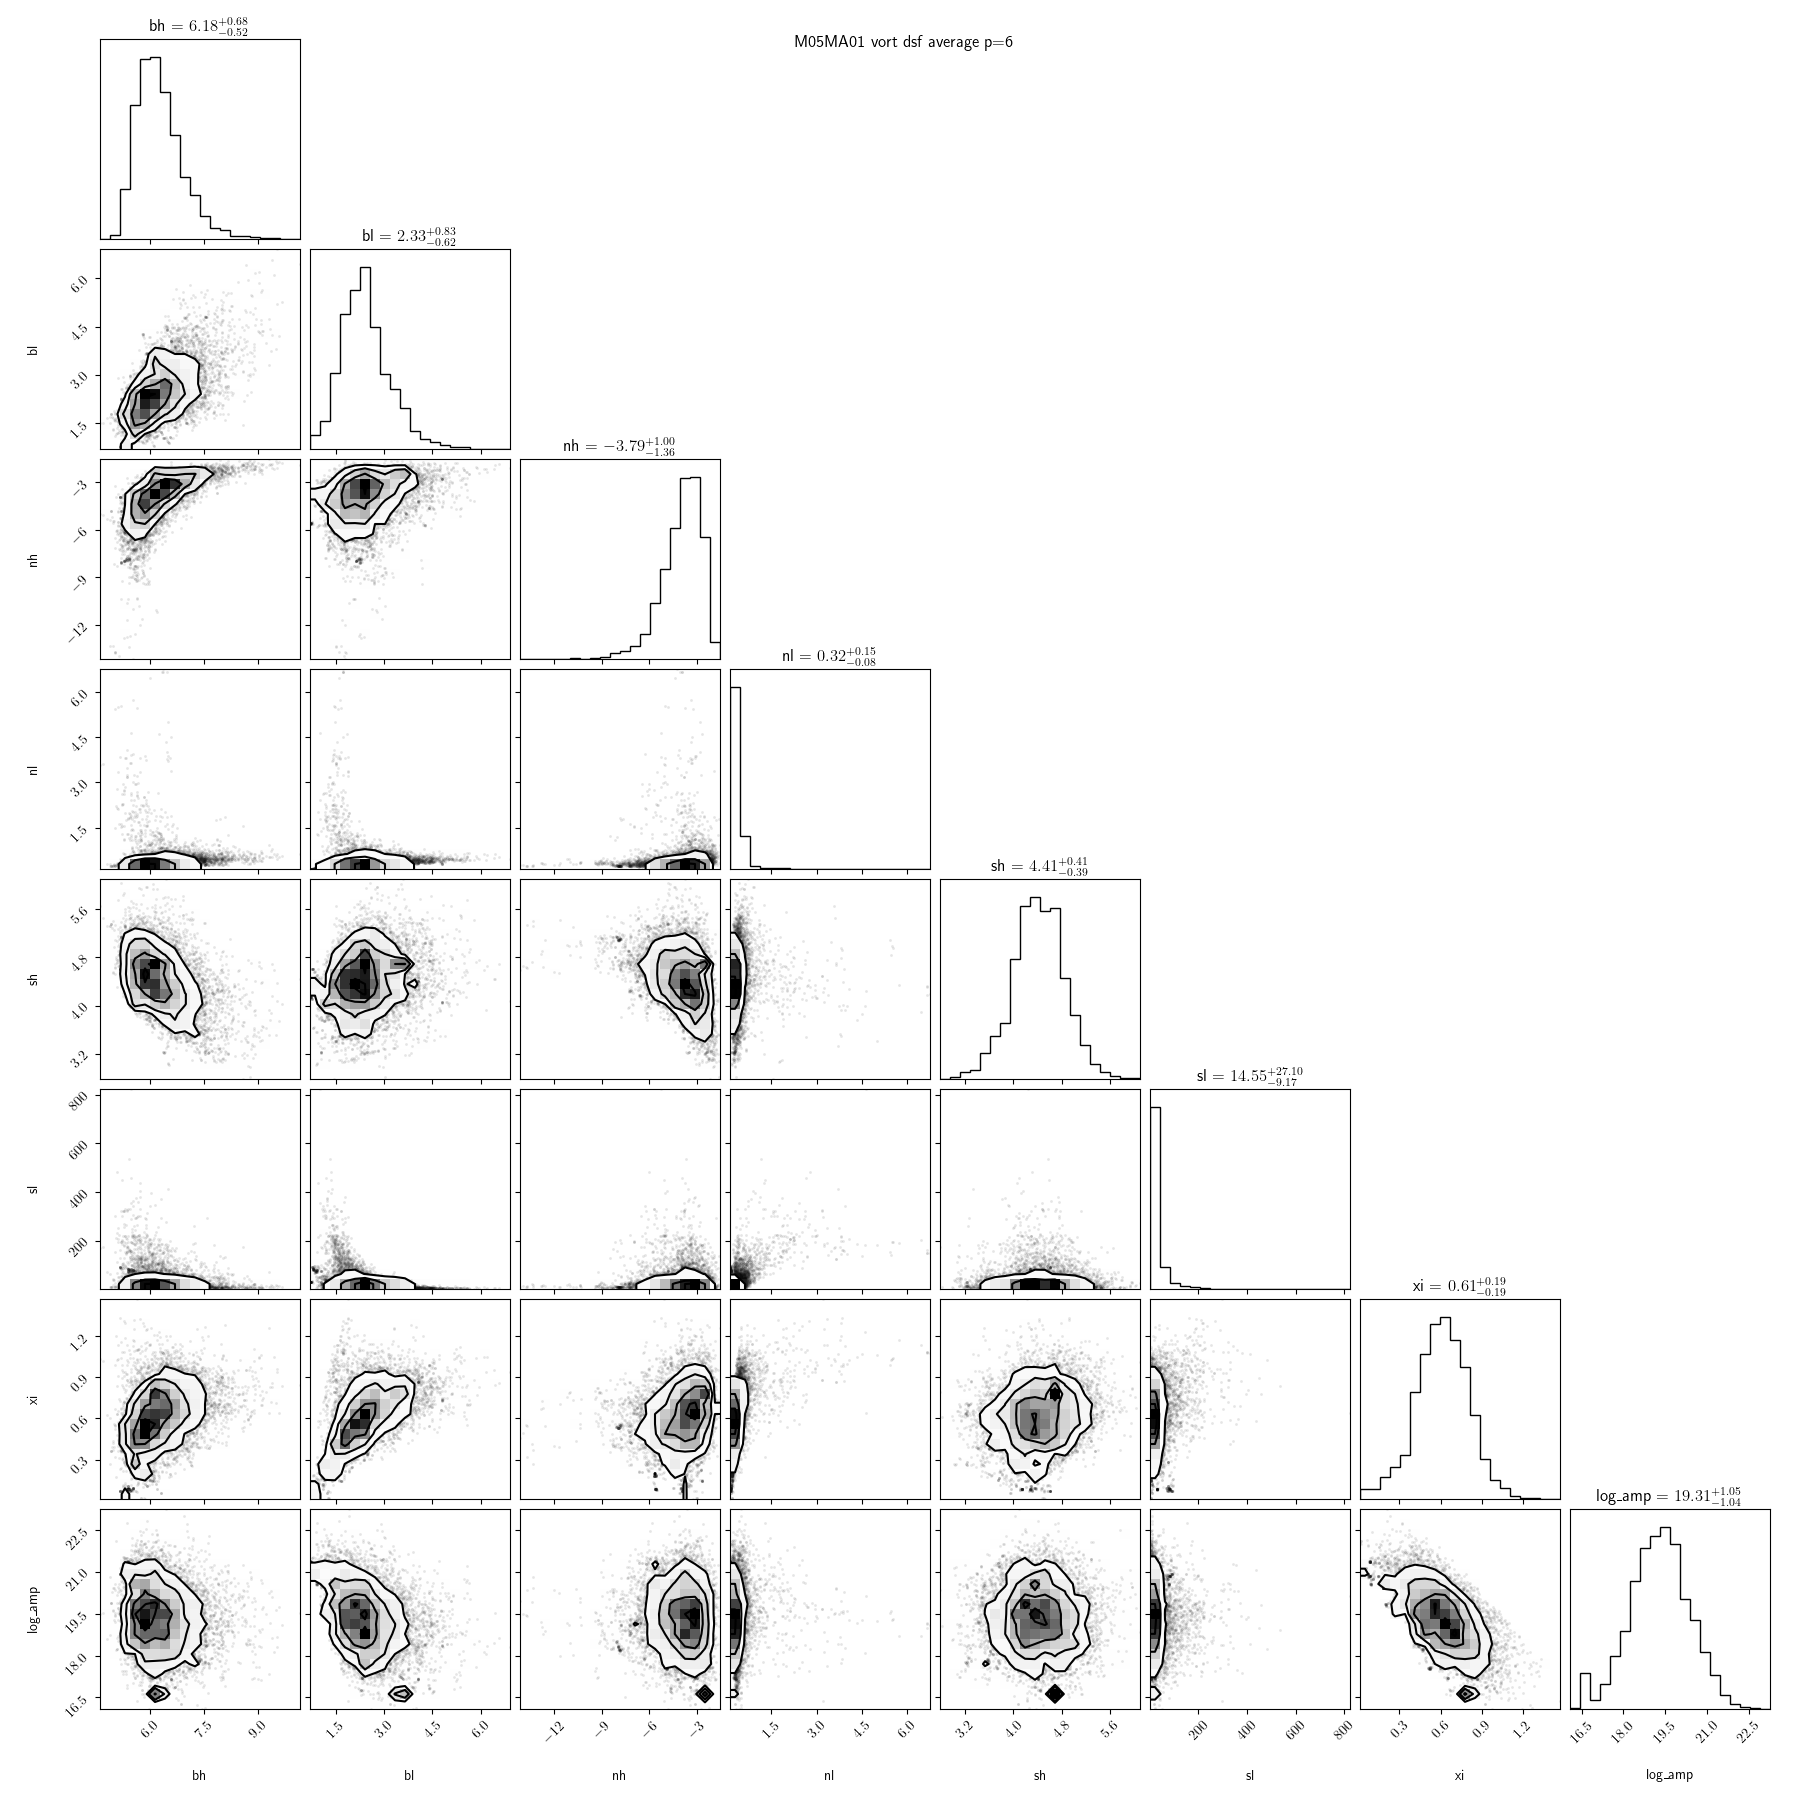 bh = 6.18+0.68 −0.52
M05MA01 vort dsf average p=6
bl = 2.33+0.83 −0.62
6.0
4.5
3.0
1.5
bl
nh = −3.79+1.00 −1.36
−3
−6
−9
−12
nh
nl = 0.32+0.15 −0.08
6.0
4.5
3.0
1.5
nl
sh = 4.41+0.41 −0.39
5.6
4.8
4.0
3.2
sh
sl = 14.55+27.10 −9.17
800
600
400
200
sl
xi = 0.61+0.19 −0.19
1.2
0.9
0.6
0.3
xi
log_amp = 19.31+1.05 −1.04
22.5
21.0
19.5
18.0
16.5
log_amp
6.0 7.5 9.0 1.5 3.0 4.5 6.0 −12 −9 −6 −3 1.5 3.0 4.5 6.0 3.2 4.0 4.8 5.6 200 400 600 800 0.3 0.6 0.9 1.2 16.5 18.0 19.5 21.0 22.5
bh bl nh nl sh sl xi log_amp